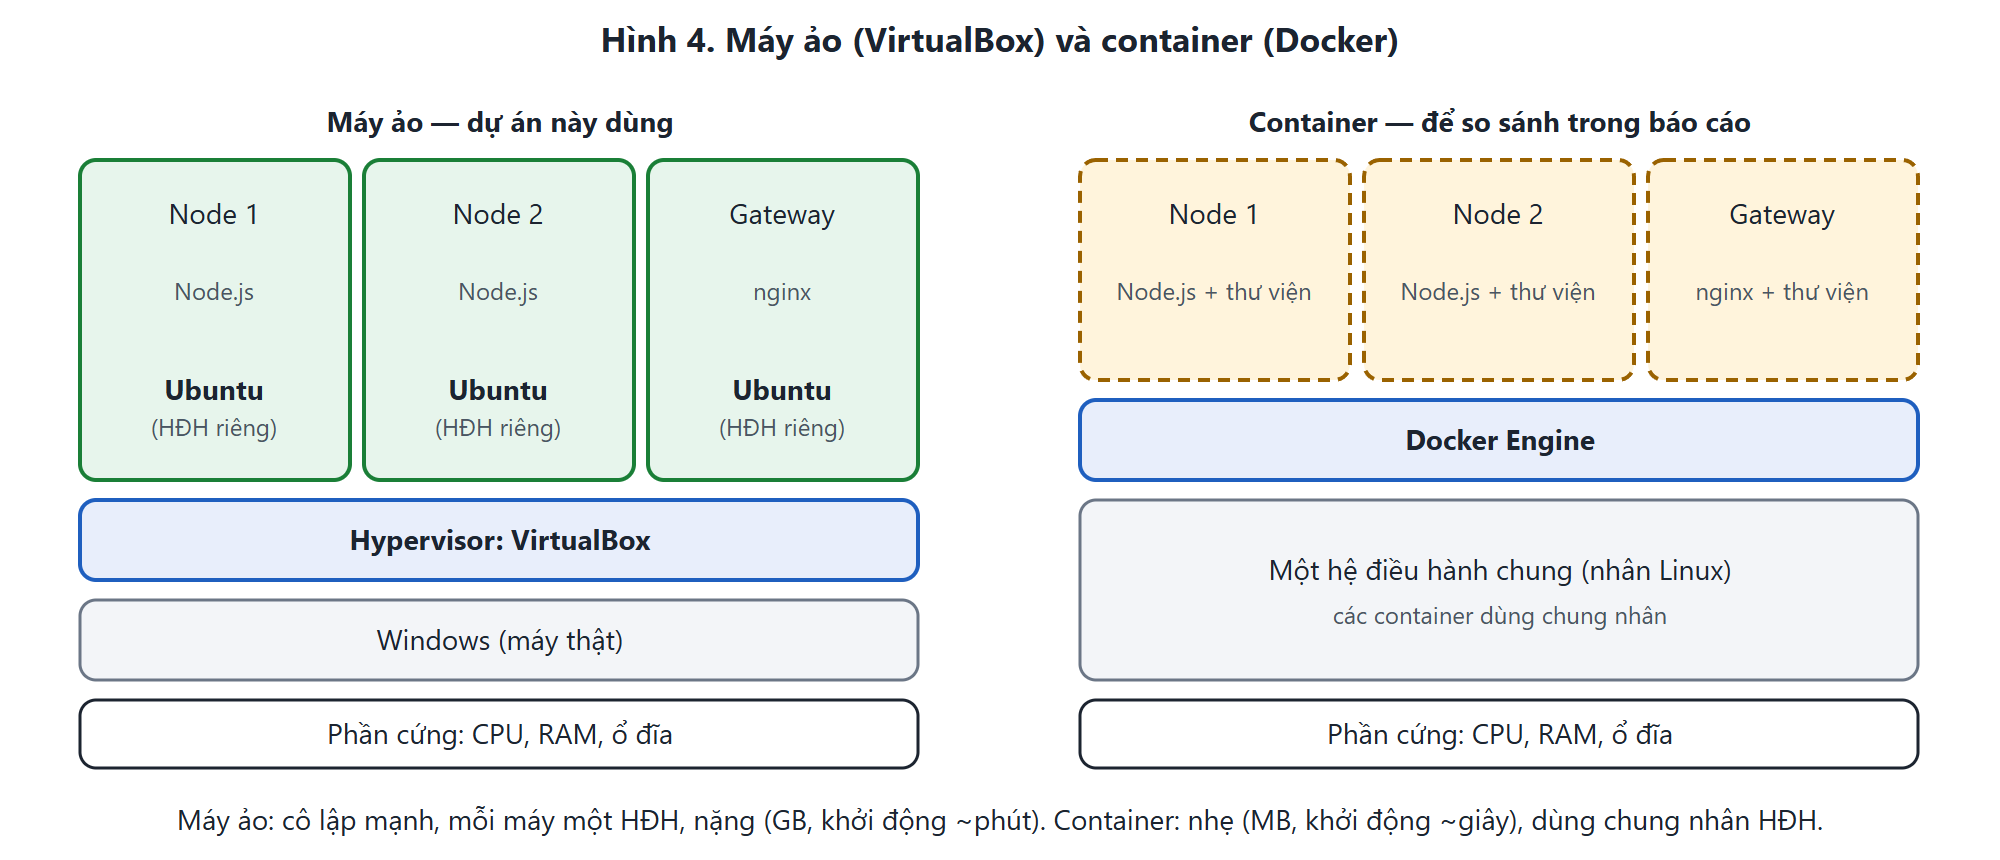 Hình 4. Máy ảo (VirtualBox) và container (Docker)
Máy ảo — dự án này dùng
Node 1
Node.js
Ubuntu
(HĐH riêng)
Node 2
Node.js
Ubuntu
(HĐH riêng)
Gateway
nginx
Ubuntu
(HĐH riêng)
Hypervisor: VirtualBox
Windows (máy thật)
Phần cứng: CPU, RAM, ổ đĩa
Container — để so sánh trong báo cáo
Node 1
Node.js + thư viện
Node 2
Node.js + thư viện
Gateway
nginx + thư viện
Docker Engine
Một hệ điều hành chung (nhân Linux)
các container dùng chung nhân
Phần cứng: CPU, RAM, ổ đĩa
Máy ảo: cô lập mạnh, mỗi máy một HĐH, nặng (GB, khởi động ~phút). Container: nhẹ (MB, khởi động ~giây), dùng chung nhân HĐH.